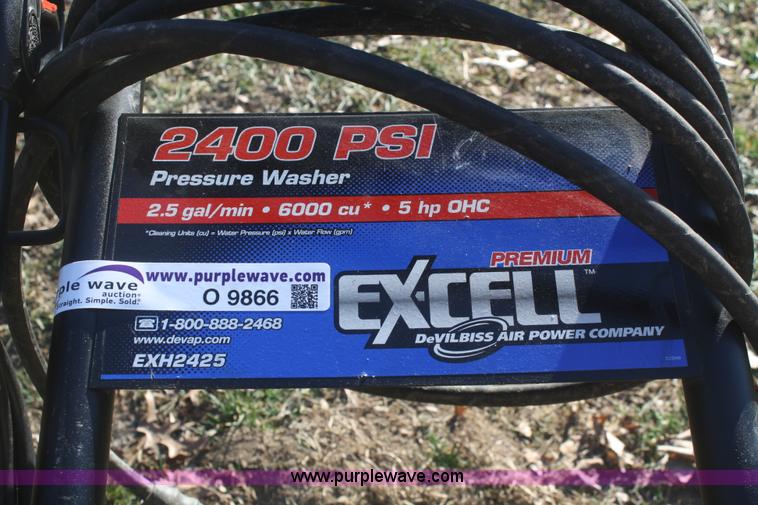 2400 PSI
Pressure Washer
2.5 gal/min • 6000 cu* • 5 hp OHC
*Cleaning Units (cu) = Water Pressure (psi) x Water Flow (gpm)
PREMIUM
EX-CELL™
DeVILBISS AIR POWER COMPANY
ple wave
auction®
raight. Simple. Sold.®
www.purplewave.com
O 9866
1-800-888-2468
www.devap.com
EXH2425
www.purplewave.com